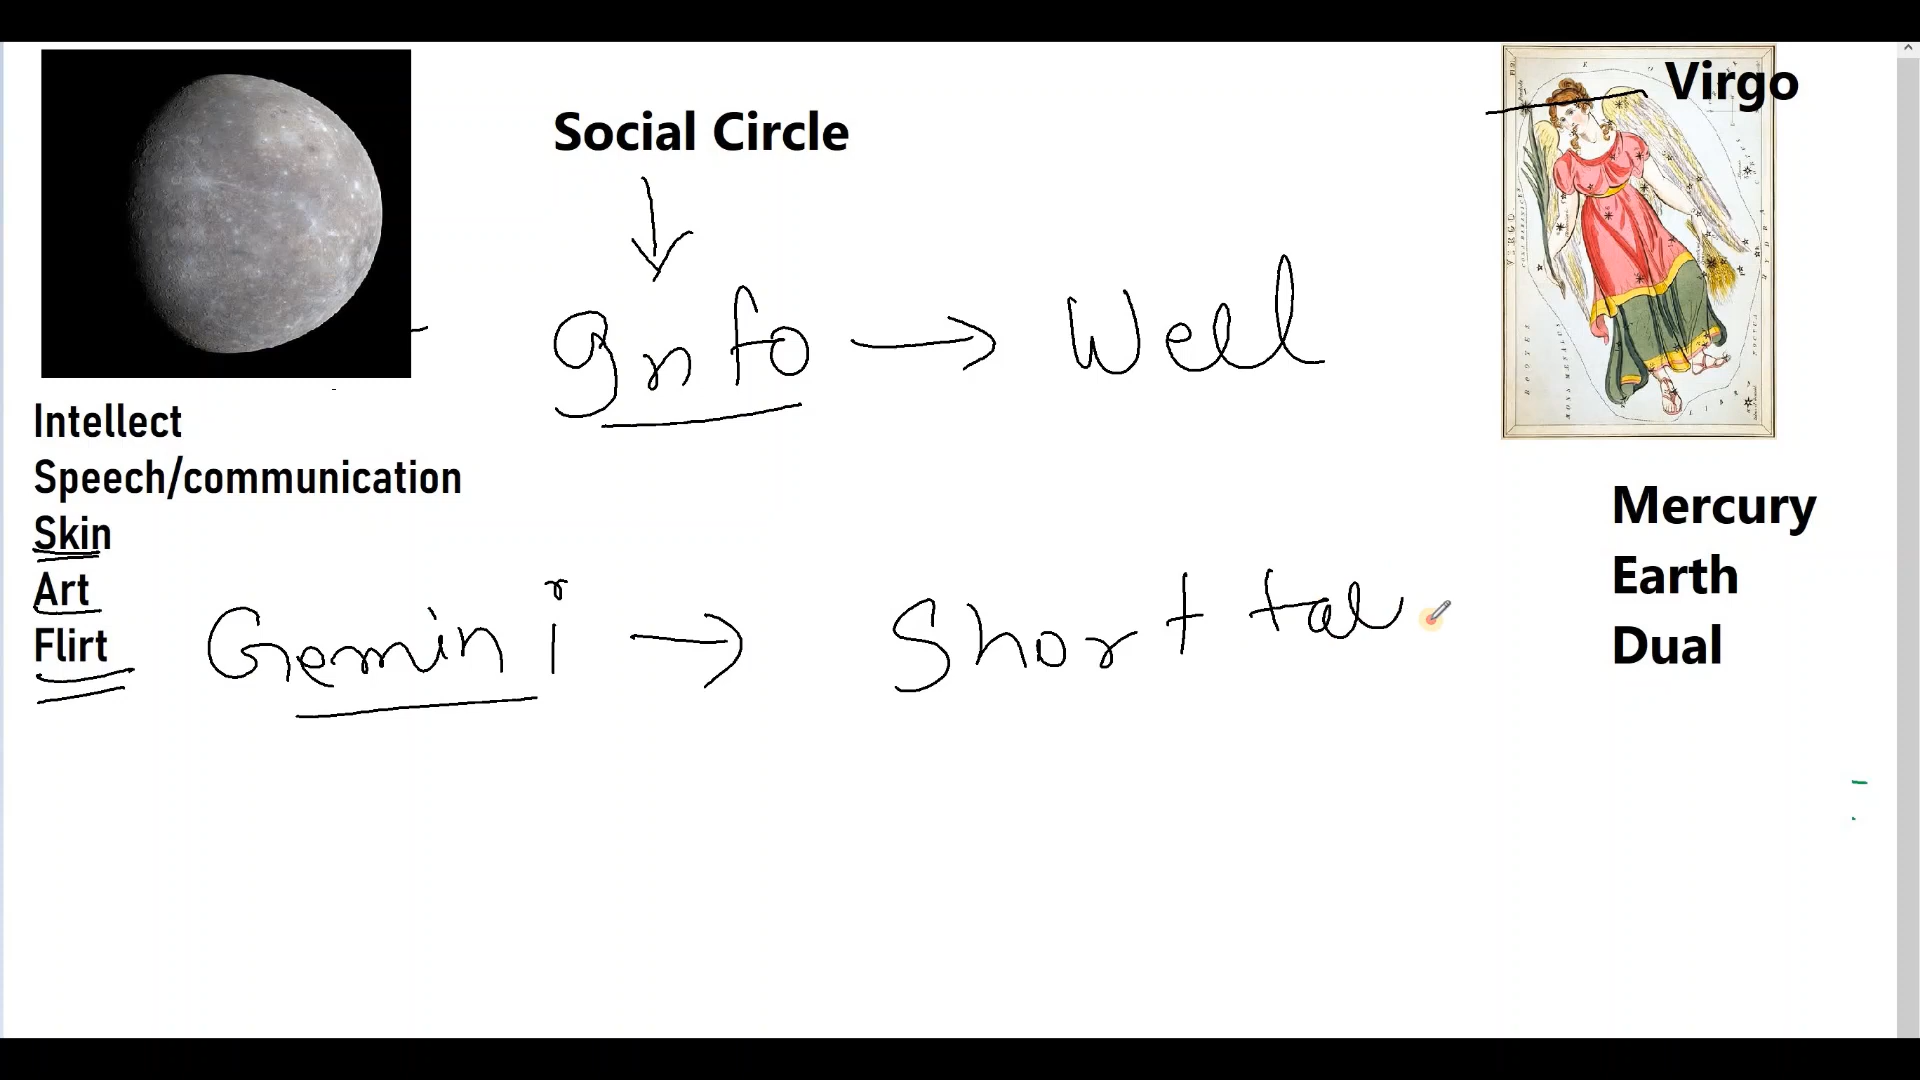 Virgo
Social Circle
Info → Well
Intellect
Speech/communication
Skin
Art
Flirt
Gemini → Short tal
Mercury
Earth
Dual